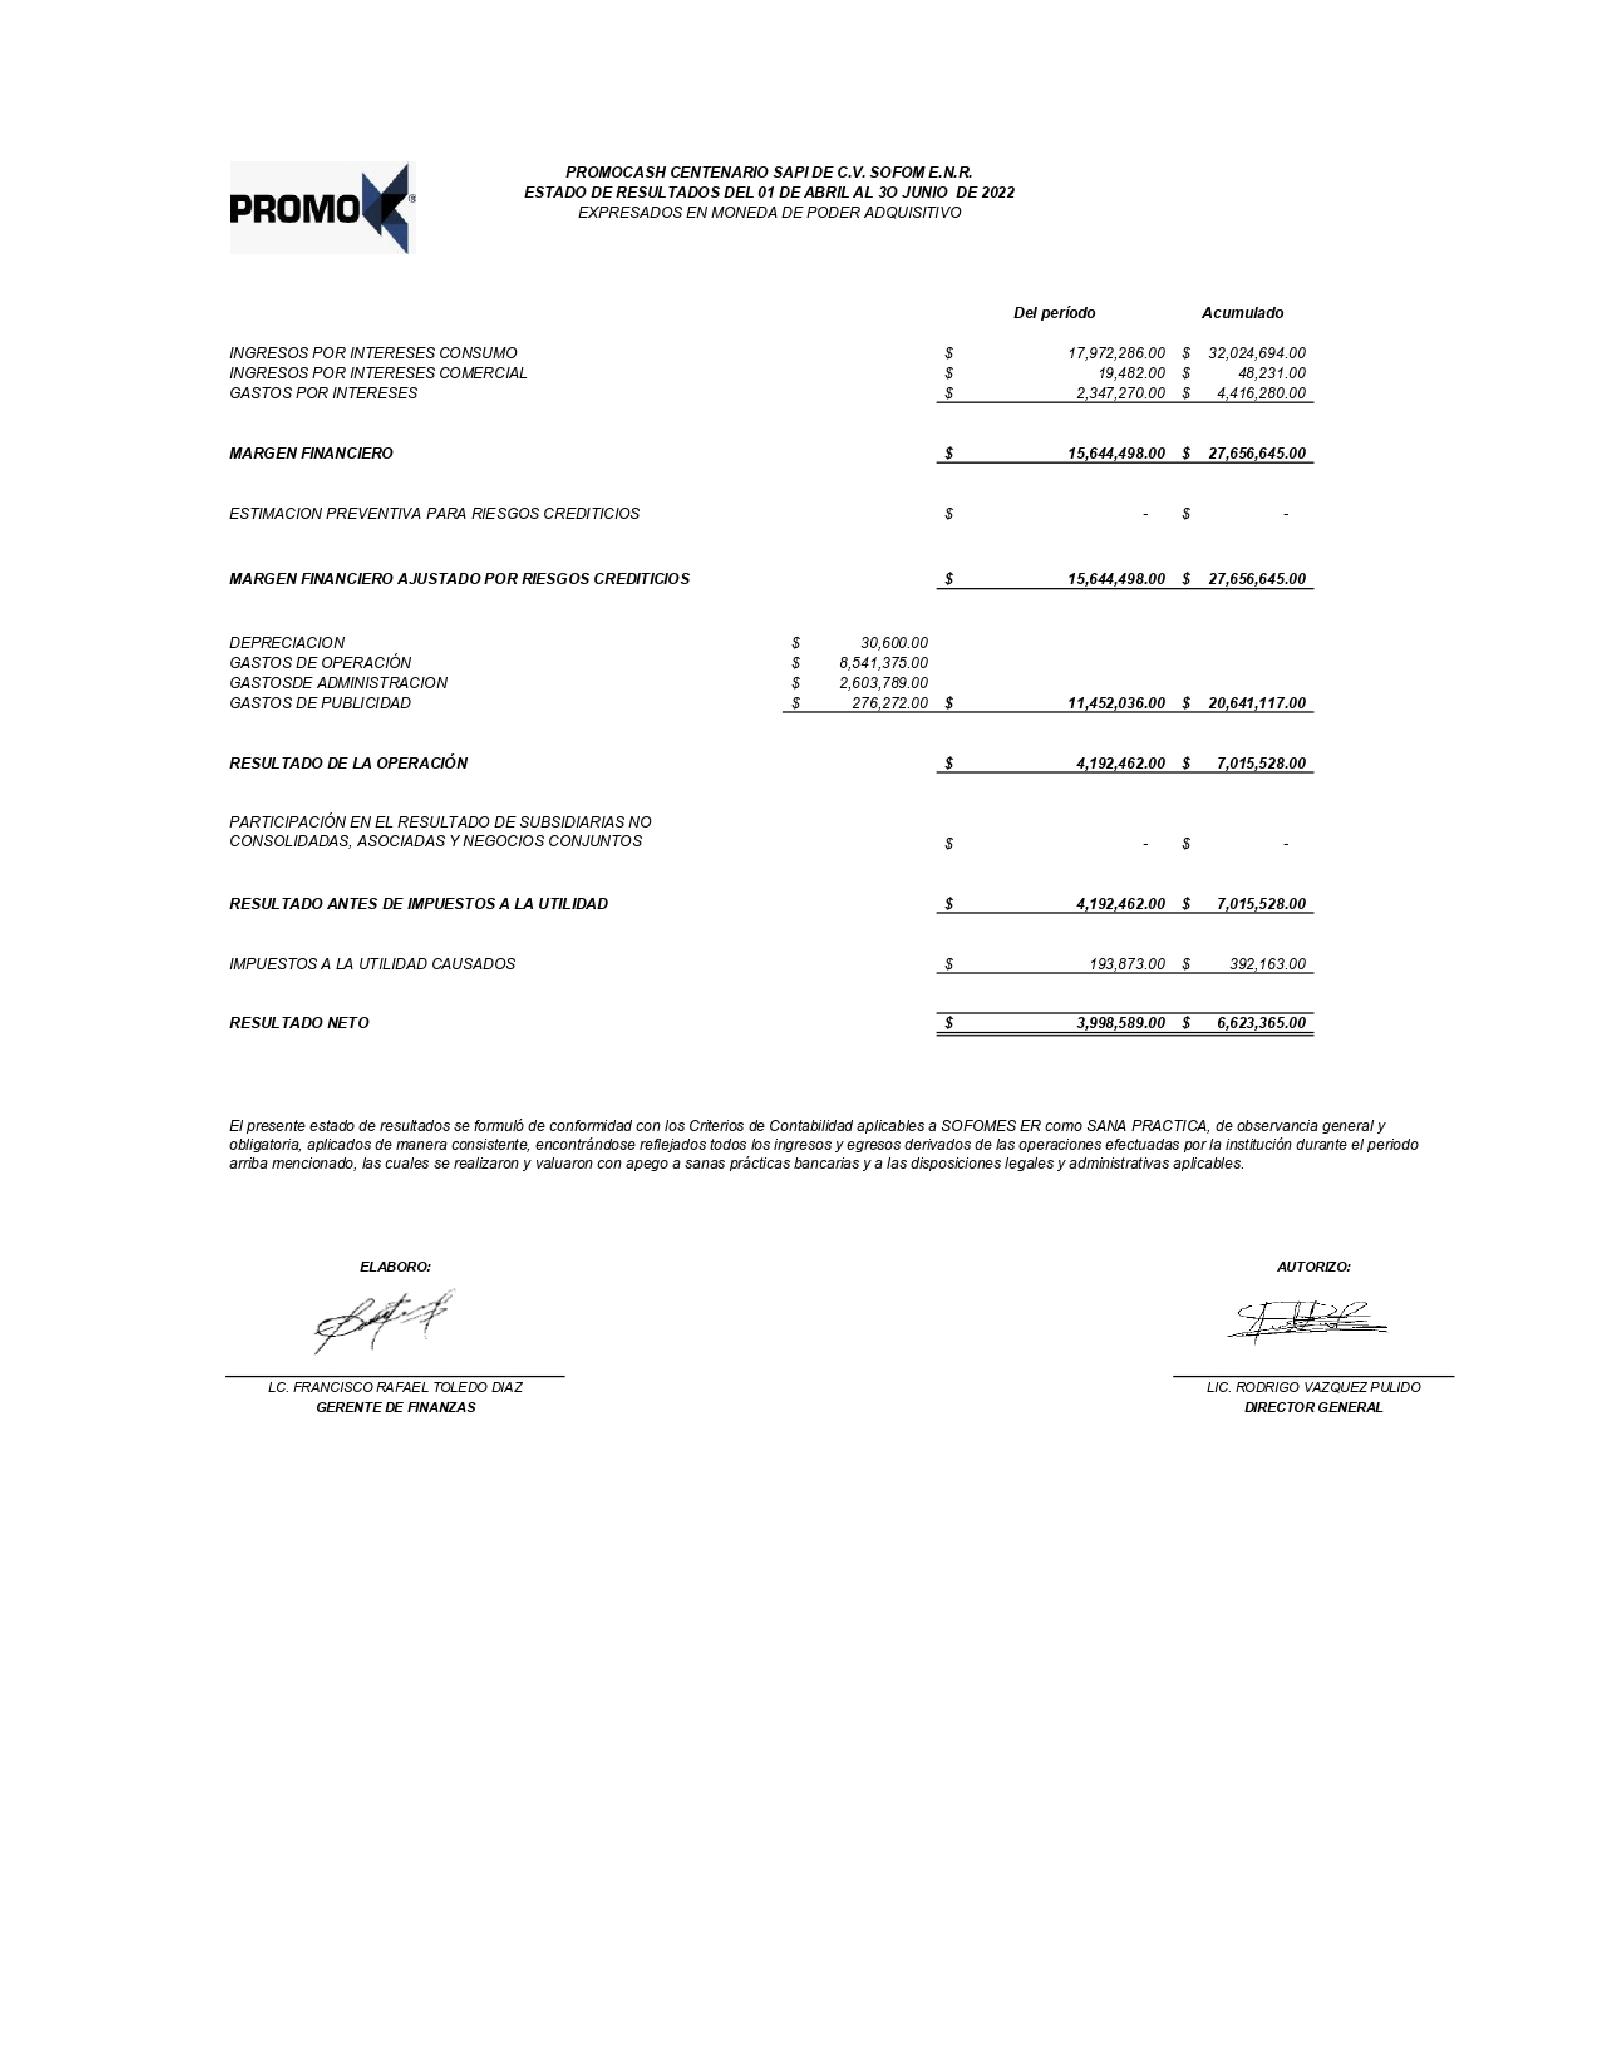 PROMO
PROMOCASH CENTENARIO SAPI DE C.V. SOFOM E.N.R.
ESTADO DE RESULTADOS DEL 01 DE ABRIL AL 3O JUNIO DE 2022
EXPRESADOS EN MONEDA DE PODER ADQUISITIVO
Del período Acumulado
INGRESOS POR INTERESES CONSUMO $ 17,972,286.00 $ 32,024,694.00
INGRESOS POR INTERESES COMERCIAL $ 19,482.00 $ 48,231.00
GASTOS POR INTERESES $ 2,347,270.00 $ 4,416,280.00
MARGEN FINANCIERO $ 15,644,498.00 $ 27,656,645.00
ESTIMACION PREVENTIVA PARA RIESGOS CREDITICIOS $ - $ -
MARGEN FINANCIERO AJUSTADO POR RIESGOS CREDITICIOS $ 15,644,498.00 $ 27,656,645.00
DEPRECIACION $ 30,600.00
GASTOS DE OPERACIÓN $ 8,541,375.00
GASTOSDE ADMINISTRACION $ 2,603,789.00
GASTOS DE PUBLICIDAD $ 276,272.00 $ 11,452,036.00 $ 20,641,117.00
RESULTADO DE LA OPERACIÓN $ 4,192,462.00 $ 7,015,528.00
PARTICIPACIÓN EN EL RESULTADO DE SUBSIDIARIAS NO
CONSOLIDADAS, ASOCIADAS Y NEGOCIOS CONJUNTOS $ - $ -
RESULTADO ANTES DE IMPUESTOS A LA UTILIDAD $ 4,192,462.00 $ 7,015,528.00
IMPUESTOS A LA UTILIDAD CAUSADOS $ 193,873.00 $ 392,163.00
RESULTADO NETO $ 3,998,589.00 $ 6,623,365.00
El presente estado de resultados se formuló de conformidad con los Criterios de Contabilidad aplicables a SOFOMES ER como SANA PRACTICA, de observancia general y
obligatoria, aplicados de manera consistente, encontrándose reflejados todos los ingresos y egresos derivados de las operaciones efectuadas por la institución durante el periodo
arriba mencionado, las cuales se realizaron y valuaron con apego a sanas prácticas bancarias y a las disposiciones legales y administrativas aplicables.
ELABORO: AUTORIZO:
LC. FRANCISCO RAFAEL TOLEDO DIAZ LIC. RODRIGO VAZQUEZ PULIDO
GERENTE DE FINANZAS DIRECTOR GENERAL